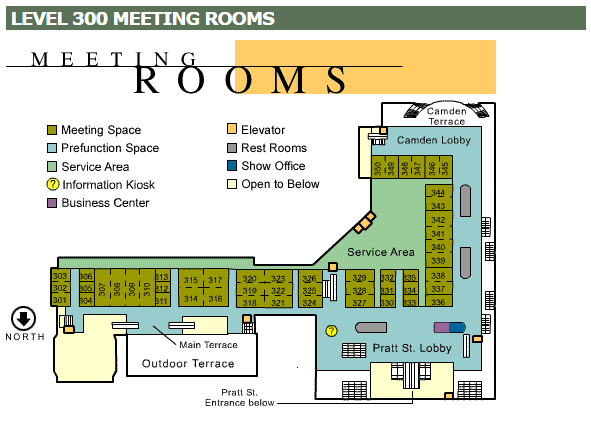 LEVEL 300 MEETING ROOMS
MEETING
ROOMS
Meeting Space
Prefunction Space
Service Area
? Information Kiosk
Business Center
Elevator
Rest Rooms
Show Office
Open to Below
Camden
Terrace
Camden Lobby
350 349 348 347 346 345
344
343
342
341
340
339
338
337
336
Service Area
303 306 313 315 317 320 323 326 329 332 335
302 305 307 308 309 310 312 319 322 325 328 331 334
301 304 311 314 316 318 321 324 327 330 333
NORTH
Main Terrace
Outdoor Terrace
?
Pratt St. Lobby
Pratt St.
Entrance below